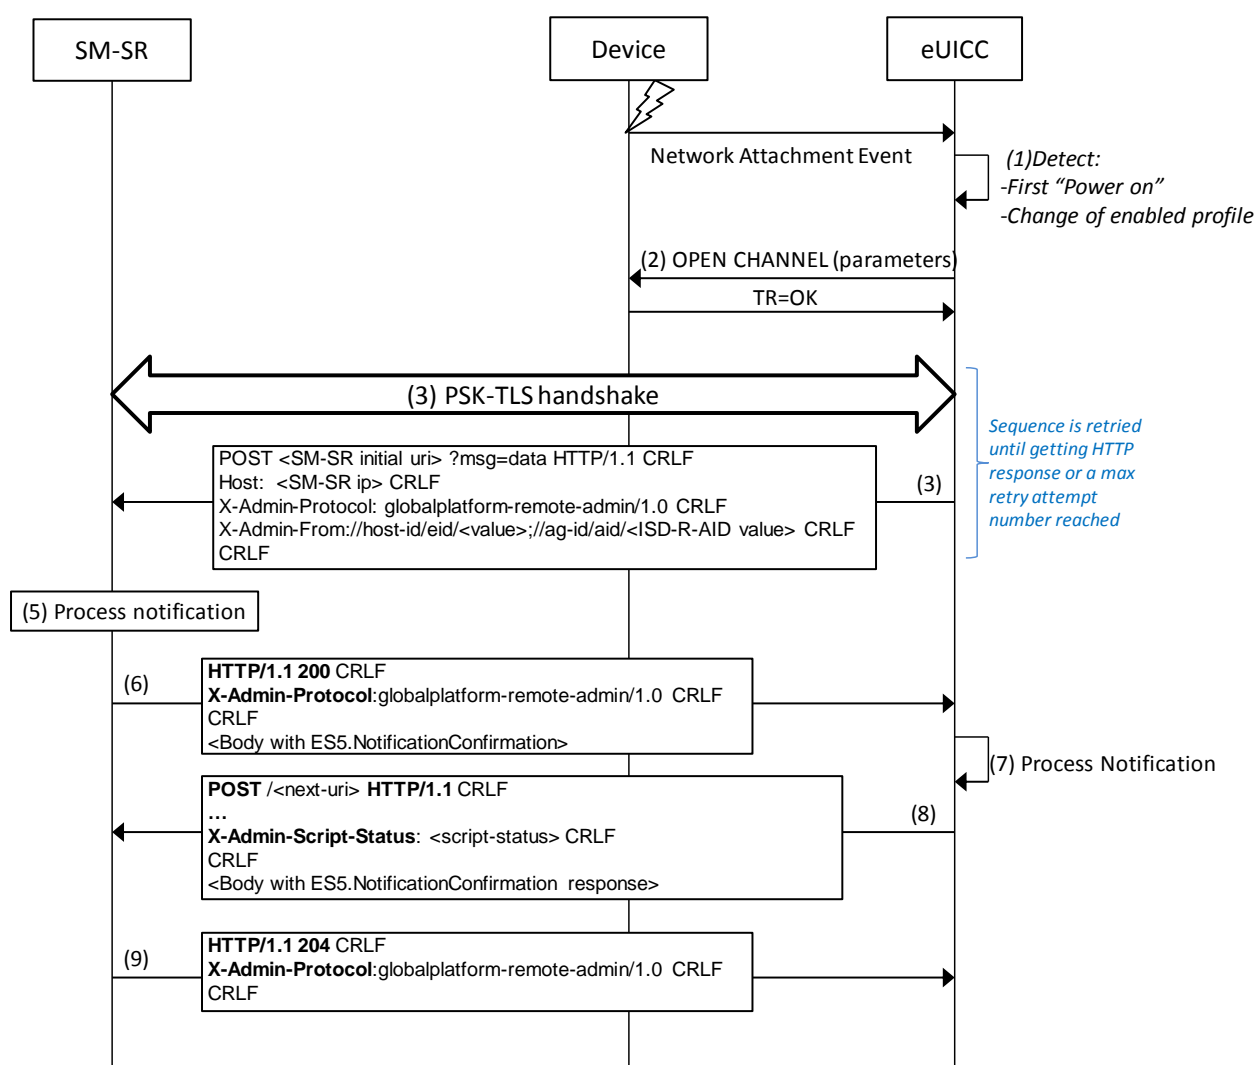 SM-SR
Device
eUICC
Network Attachment Event
(1)Detect:
-First “Power on”
-Change of enabled profile
(2) OPEN CHANNEL (parameters)
TR=OK
(3) PSK-TLS handshake
Sequence is retried
until getting HTTP
response or a max
retry attempt
number reached
POST <SM-SR initial uri> ?msg=data HTTP/1.1 CRLF
Host: <SM-SR ip> CRLF
X-Admin-Protocol: globalplatform-remote-admin/1.0 CRLF
X-Admin-From://host-id/eid/<value>;//ag-id/aid/<ISD-R-AID value> CRLF
CRLF
(3)
(5) Process notification
(6)
HTTP/1.1 200 CRLF
X-Admin-Protocol:globalplatform-remote-admin/1.0 CRLF
CRLF
<Body with ES5.NotificationConfirmation>
(7) Process Notification
POST /<next-uri> HTTP/1.1 CRLF
...
X-Admin-Script-Status: <script-status> CRLF
CRLF
<Body with ES5.NotificationConfirmation response>
(8)
(9)
HTTP/1.1 204 CRLF
X-Admin-Protocol:globalplatform-remote-admin/1.0 CRLF
CRLF